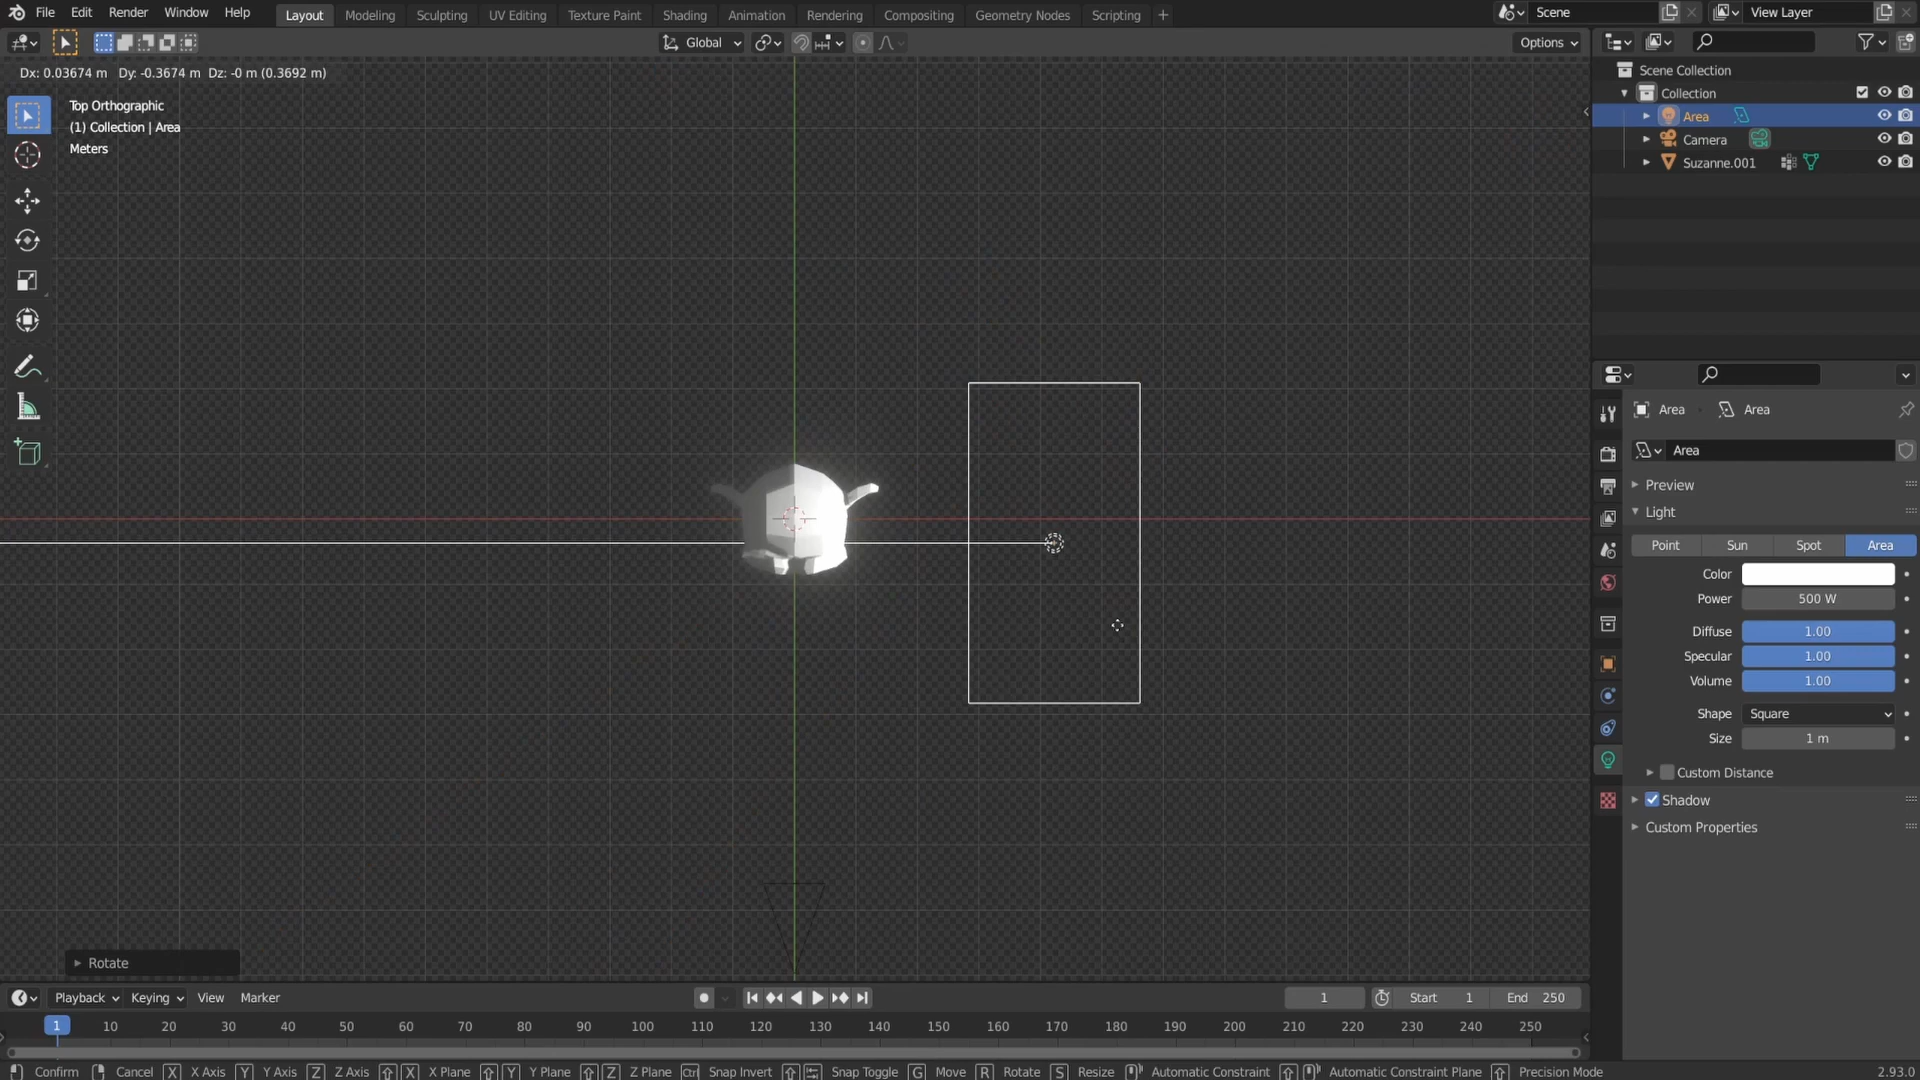 File Edit Render Window Help Layout Modeling Sculpting UV Editing Texture Paint Shading Animation Rendering Compositing Geometry Nodes Scripting + Scene View Layer
Global Options
Dx: 0.03674 m Dy: -0.3674 m Dz: -0 m (0.3692 m)
Top Orthographic
(1) Collection | Area
Meters
Scene Collection
Collection
Area
Camera
Suzanne.001
Area Area
Area
Preview
Light
Point Sun Spot Area
Color
Power 500 W
Diffuse 1.00
Specular 1.00
Volume 1.00
Shape Square
Size 1 m
Custom Distance
Shadow
Custom Properties
Rotate
Playback Keying View Marker 1 Start 1 End 250
1 10 20 30 40 50 60 70 80 90 100 110 120 130 140 150 160 170 180 190 200 210 220 230 240 250
Confirm Cancel X X Axis Y Y Axis Z Z Axis X X Plane Y Y Plane Z Z Plane Ctrl Snap Invert Snap Toggle G Move R Rotate S Resize Automatic Constraint Automatic Constraint Plane Precision Mode 2.93.0